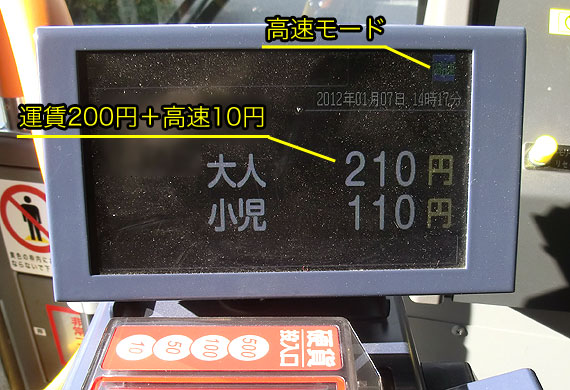 高速モード
2012年01月07日 14時17分
運賃200円＋高速10円
大人 210円
小児 110円
硬貨
投入口
500
100
50
10